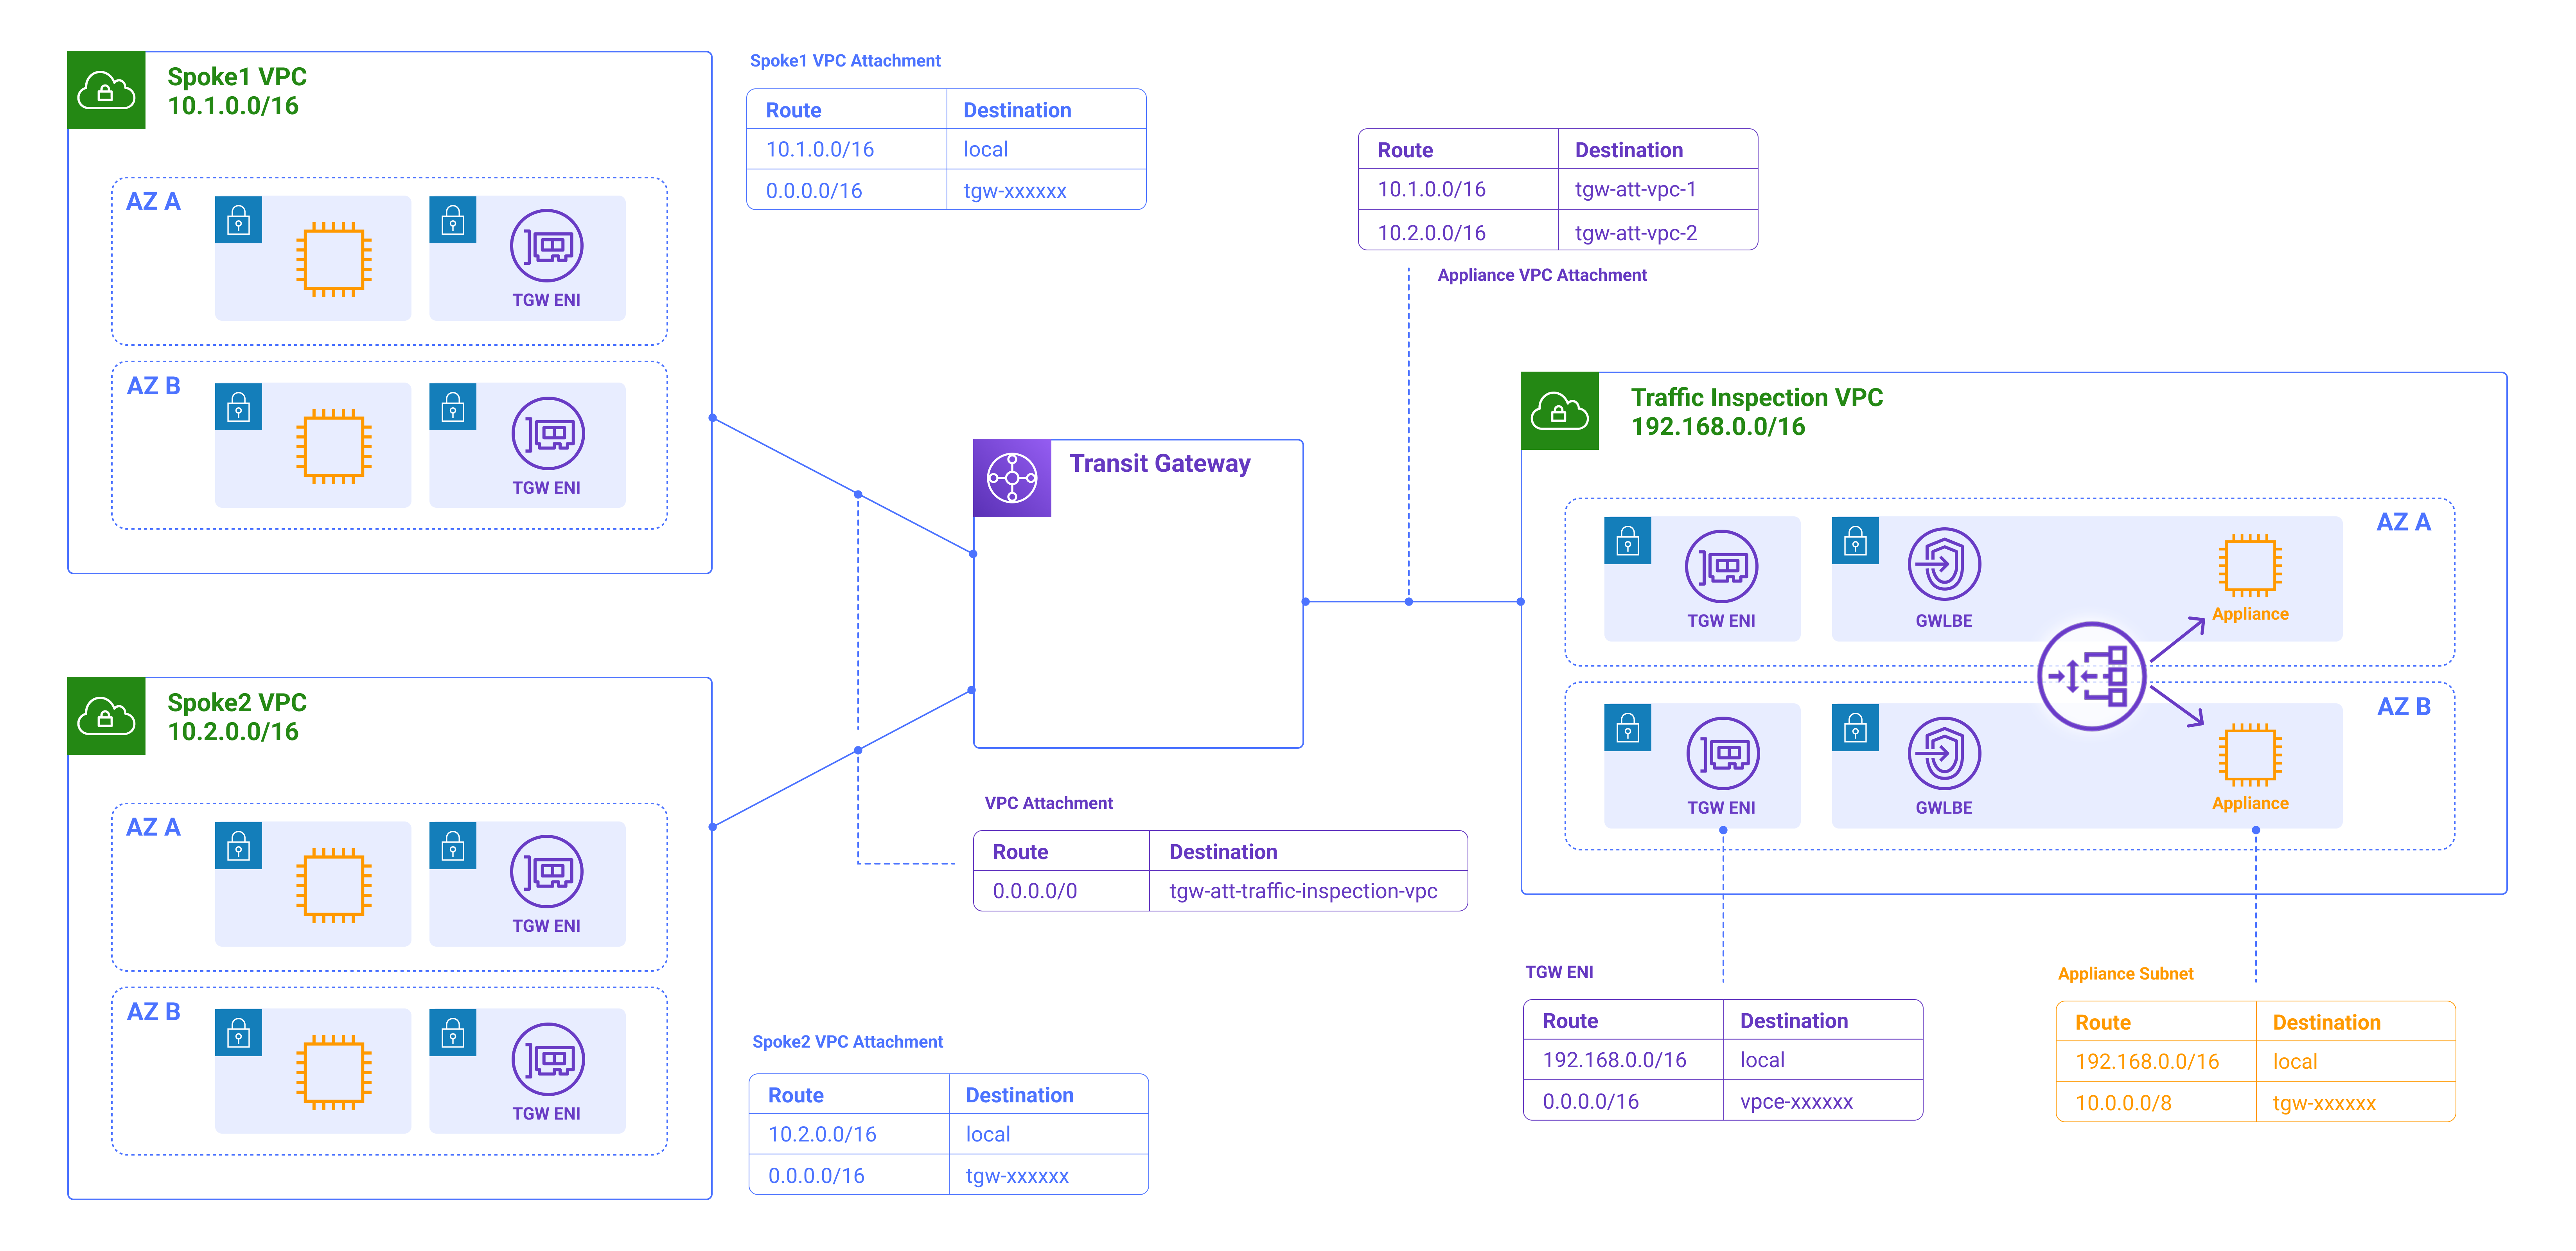 Spoke1 VPC
10.1.0.0/16
AZ A
TGW ENI
AZ B
TGW ENI
Spoke1 VPC Attachment
Route Destination
10.1.0.0/16 local
0.0.0.0/16 tgw-xxxxxx
Route Destination
10.1.0.0/16 tgw-att-vpc-1
10.2.0.0/16 tgw-att-vpc-2
Appliance VPC Attachment
Transit Gateway
Traffic Inspection VPC
192.168.0.0/16
AZ A
TGW ENI
GWLBE
Appliance
AZ B
TGW ENI
GWLBE
Appliance
Spoke2 VPC
10.2.0.0/16
AZ A
TGW ENI
AZ B
TGW ENI
VPC Attachment
Route Destination
0.0.0.0/0 tgw-att-traffic-inspection-vpc
Spoke2 VPC Attachment
Route Destination
10.2.0.0/16 local
0.0.0.0/16 tgw-xxxxxx
TGW ENI
Route Destination
192.168.0.0/16 local
0.0.0.0/16 vpce-xxxxxx
Appliance Subnet
Route Destination
192.168.0.0/16 local
10.0.0.0/8 tgw-xxxxxx